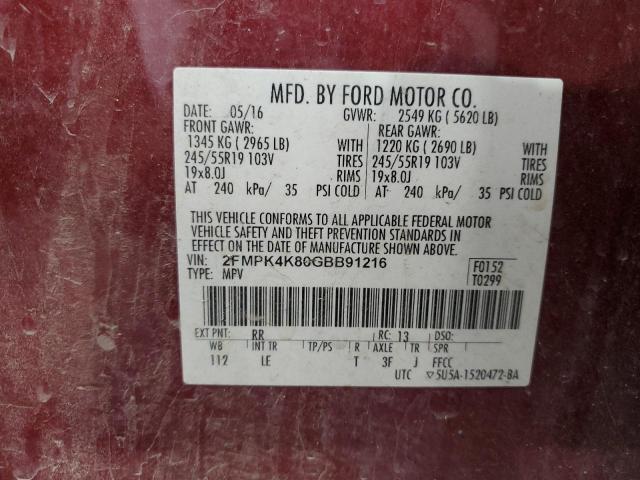 MFD. BY FORD MOTOR CO.
DATE: 05/16 GVWR: 2549 KG ( 5620 LB)
FRONT GAWR: REAR GAWR:
1345 KG ( 2965 LB) WITH 1220 KG ( 2690 LB) WITH
245/55R19 103V TIRES 245/55R19 103V TIRES
19x8.0J RIMS 19x8.0J RIMS
AT 240 kPa/ 35 PSI COLD AT 240 kPa/ 35 PSI COLD
THIS VEHICLE CONFORMS TO ALL APPLICABLE FEDERAL MOTOR
VEHICLE SAFETY AND THEFT PREVENTION STANDARDS IN
EFFECT ON THE DATE OF MANUFACTURE SHOWN ABOVE.
VIN: 2FMPK4K80GBB91216 F0152
TYPE: MPV T0299
EXT PNT: RR RC: 13 DSO:
WB INT TR TP/PS R AXLE TR SPR
112 LE T 3F J FFCC
UTC ▽5U5A-1520472-BA